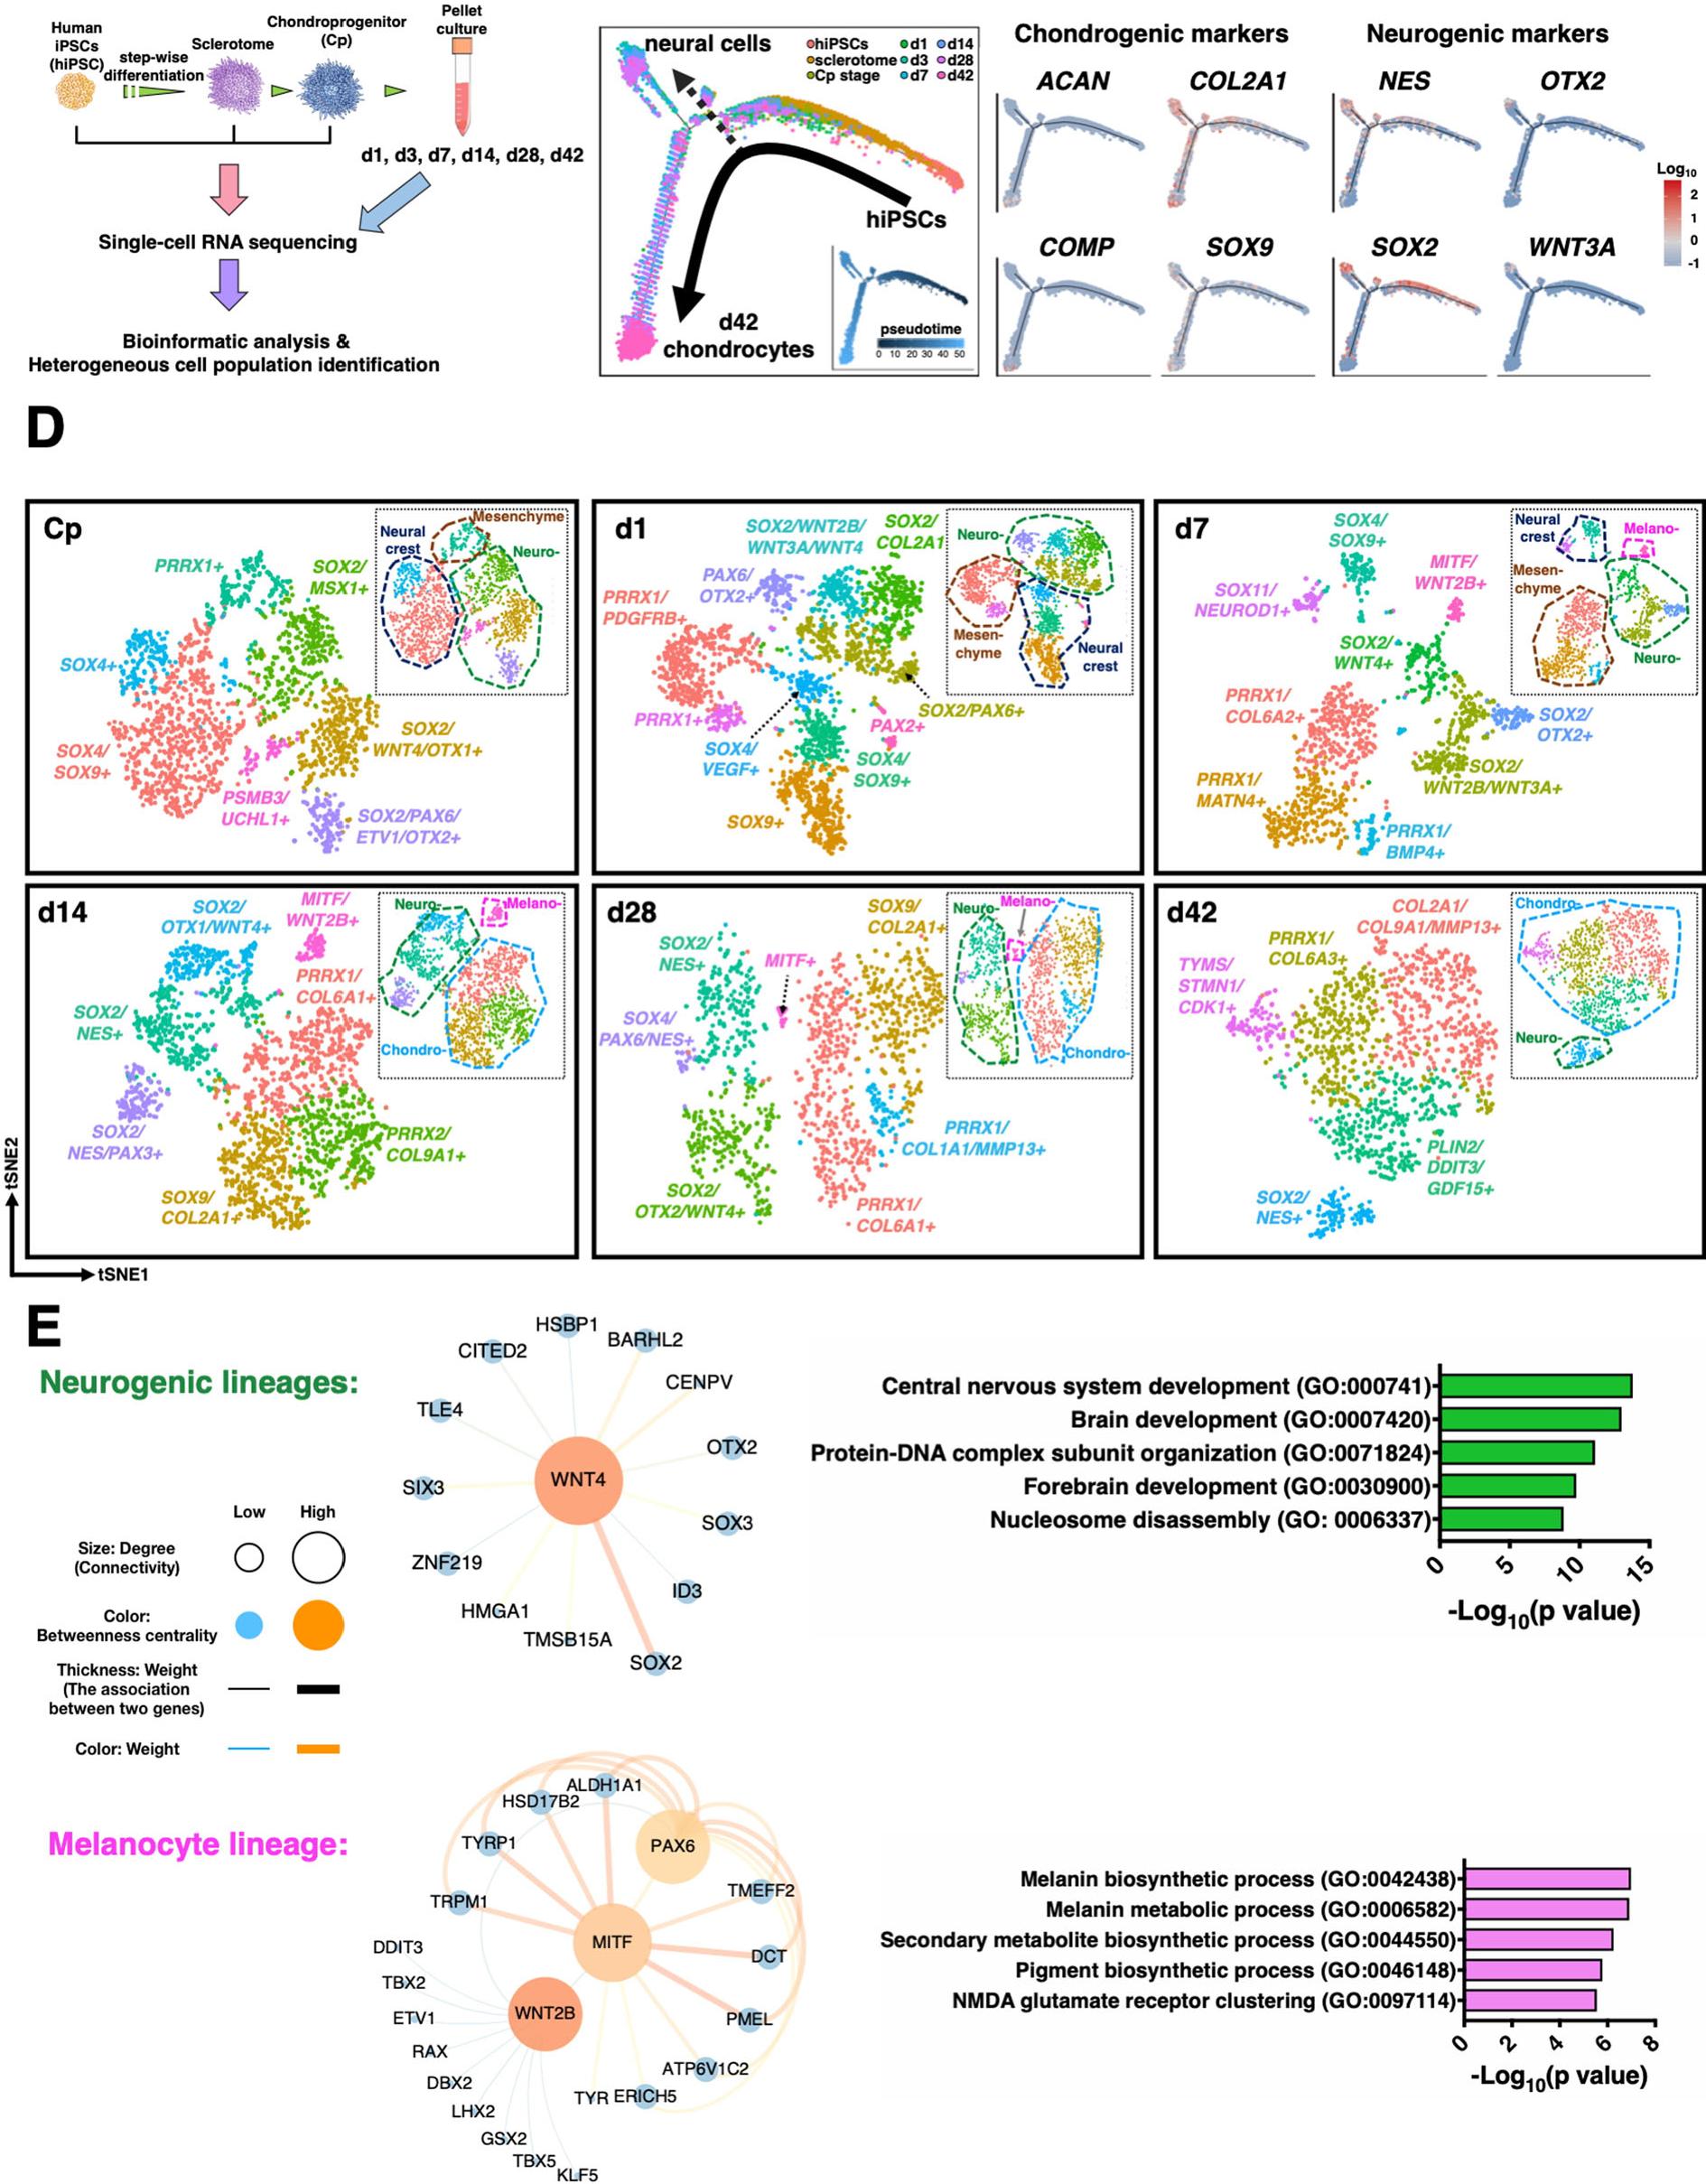 Human
iPSCs
(hiPSC)
step-wise
differentiation
Sclerotome
Chondroprogenitor
(Cp)
Pellet
culture
d1, d3, d7, d14, d28, d42
Single-cell RNA sequencing
Bioinformatic analysis &
Heterogeneous cell population identification
neural cells
hiPSCs
sclerotome
Cp stage
d1
d3
d7
d14
d28
d42
hiPSCs
d42
chondrocytes
pseudotime
0 10 20 30 40 50
Chondrogenic markers
Neurogenic markers
ACAN
COL2A1
NES
OTX2
COMP
SOX9
SOX2
WNT3A
Log10
2
1
0
-1
D
Cp
PRRX1+
SOX2/
MSX1+
SOX4+
SOX4/
SOX9+
SOX2/
WNT4/OTX1+
PSMB3/
UCHL1+
SOX2/PAX6/
ETV1/OTX2+
Mesenchyme
Neural
crest
Neuro-
d1
SOX2/WNT2B/
WNT3A/WNT4
SOX2/
COL2A1
PAX6/
OTX2+
PRRX1/
PDGFRB+
PRRX1+
SOX4/
VEGF+
SOX2/PAX6+
PAX2+
SOX4/
SOX9+
SOX9+
Neuro-
Mesen-
chyme
Neural
crest
d7
SOX4/
SOX9+
MITF/
WNT2B+
SOX11/
NEUROD1+
SOX2/
WNT4+
PRRX1/
COL6A2+
SOX2/
OTX2+
SOX2/
WNT2B/WNT3A+
PRRX1/
MATN4+
PRRX1/
BMP4+
Neural
crest
Melano-
Mesen-
chyme
Neuro-
d14
SOX2/
OTX1/WNT4+
MITF/
WNT2B+
PRRX1/
COL6A1+
SOX2/
NES+
SOX2/
NES/PAX3+
PRRX2/
COL9A1+
SOX9/
COL2A1+
Neuro-
Melano-
Chondro-
d28
SOX2/
NES+
MITF+
SOX9/
COL2A1+
SOX4/
PAX6/NES+
PRRX1/
COL1A1/MMP13+
SOX2/
OTX2/WNT4+
PRRX1/
COL6A1+
Neuro-
Melano-
Chondro-
d42
COL2A1/
COL9A1/MMP13+
PRRX1/
COL6A3+
TYMS/
STMN1/
CDK1+
PLIN2/
DDIT3/
GDF15+
SOX2/
NES+
Chondro-
Neuro-
tSNE2
tSNE1
E
Neurogenic lineages:
Low
High
Size: Degree
(Connectivity)
Color:
Betweenness centrality
Thickness: Weight
(The association
between two genes)
Color: Weight
HSBP1
CITED2
BARHL2
CENPV
TLE4
OTX2
WNT4
SIX3
SOX3
ZNF219
ID3
HMGA1
TMSB15A
SOX2
Central nervous system development (GO:000741)
Brain development (GO:0007420)
Protein-DNA complex subunit organization (GO:0071824)
Forebrain development (GO:0030900)
Nucleosome disassembly (GO: 0006337)
0 5 10 15
-Log10(p value)
Melanocyte lineage:
ALDH1A1
HSD17B2
TYRP1
PAX6
TRPM1
TMEFF2
MITF
DCT
DDIT3
TBX2
WNT2B
ETV1
PMEL
RAX
ATP6V1C2
DBX2
TYR
ERICH5
LHX2
GSX2
TBX5
KLF5
Melanin biosynthetic process (GO:0042438)
Melanin metabolic process (GO:0006582)
Secondary metabolite biosynthetic process (GO:0044550)
Pigment biosynthetic process (GO:0046148)
NMDA glutamate receptor clustering (GO:0097114)
0 2 4 6 8
-Log10(p value)